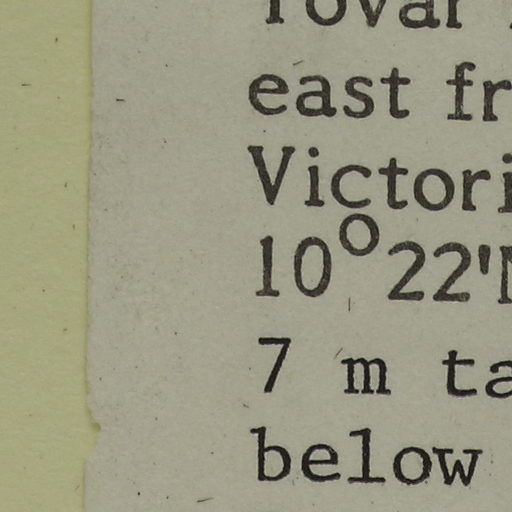 Tovar
east fr
Victori
10°22'N
7 m ta
below